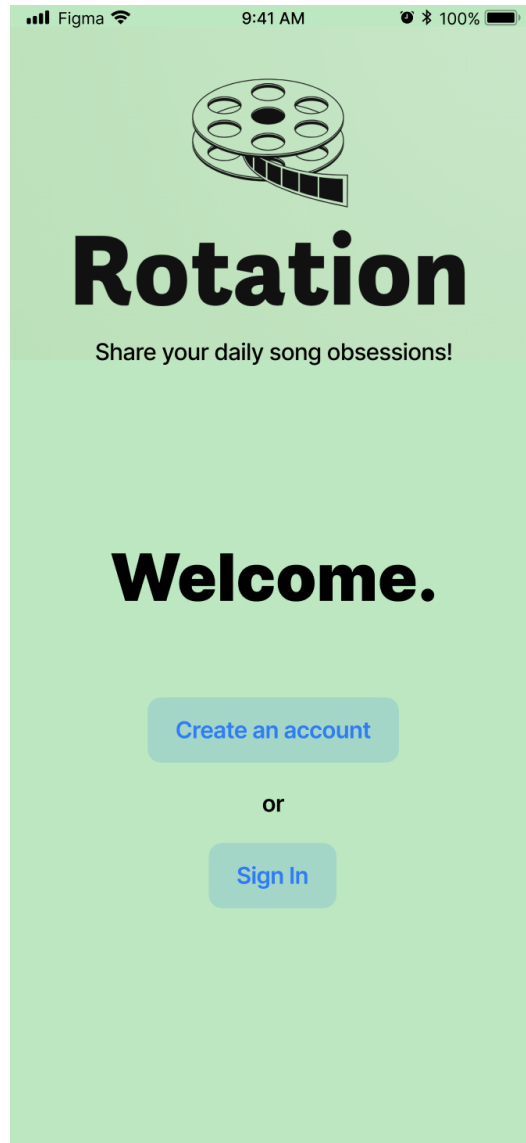 Figma 9:41 AM 100%
Rotation
Share your daily song obsessions!
Welcome.
Create an account
or
Sign In